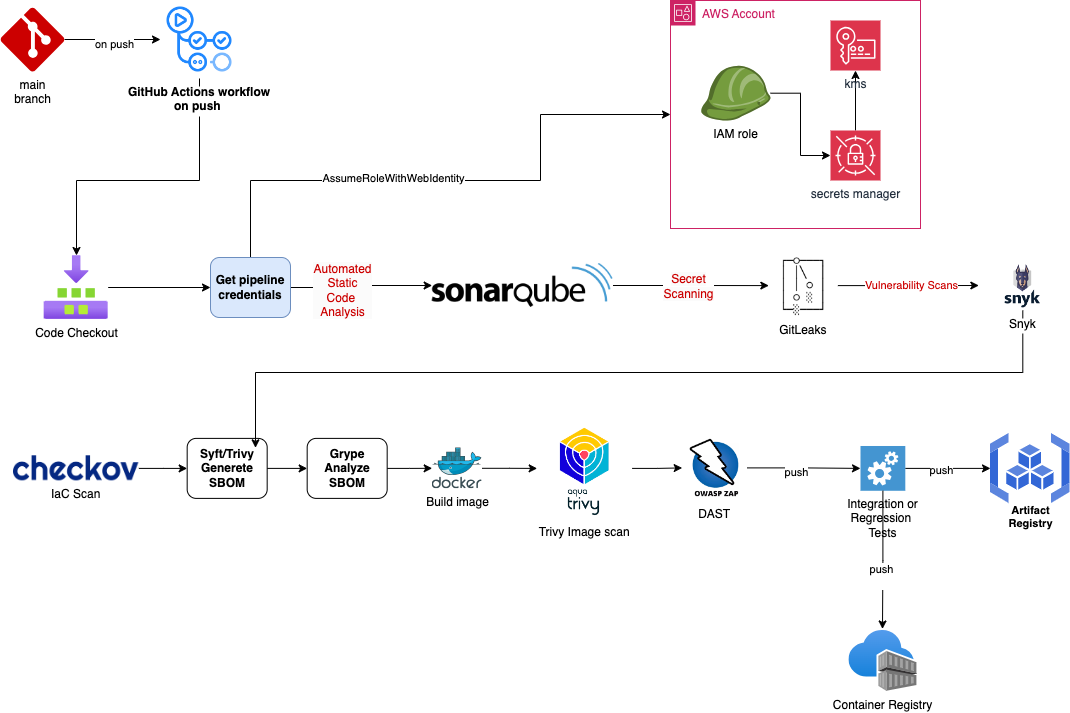 AWS Account
on push
main
branch
GitHub Actions workflow
on push
kms
IAM role
secrets manager
AssumeRoleWithWebIdentity
Code Checkout
Get pipeline
credentials
Automated
Static
Code
Analysis
sonarqube
Secret
Scanning
GitLeaks
Vulnerability Scans
snyk
Snyk
checkov
IaC Scan
Syft/Trivy
Generete
SBOM
Grype
Analyze
SBOM
docker
Build image
aqua
trivy
Trivy Image scan
OWASP ZAP
DAST
push
Integration or
Regression
Tests
push
Artifact
Registry
push
Container Registry